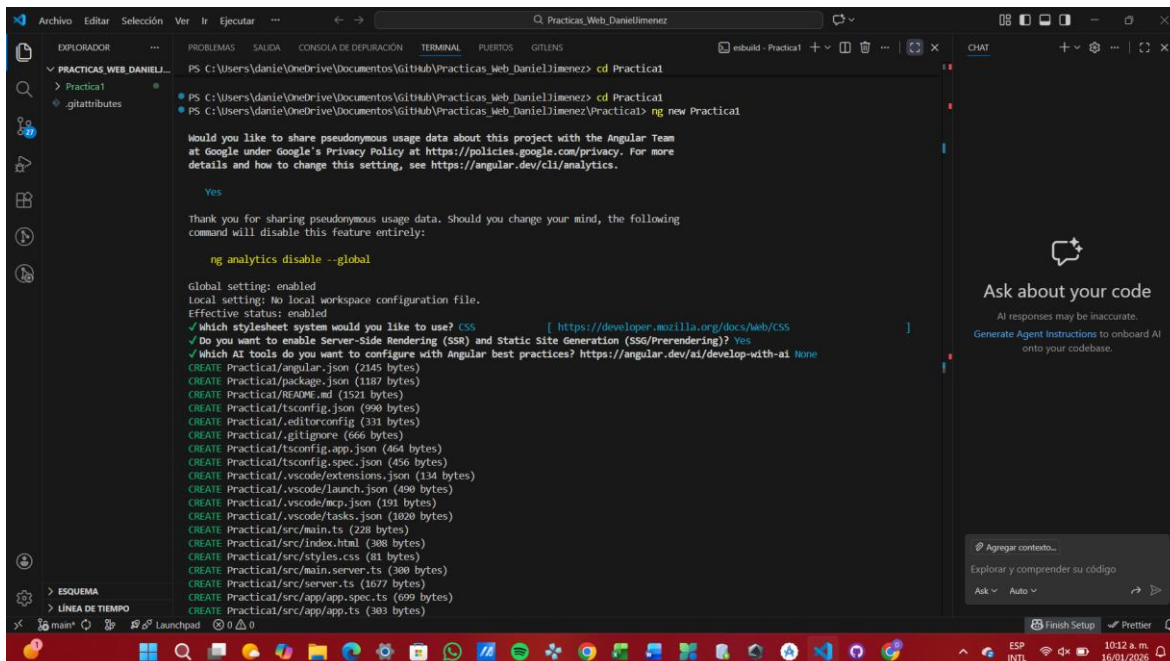 Archivo Editar Selección Ver Ir Ejecutar ··· Practicas_Web_DanielJimenez
EXPLORADOR ···
PRACTICAS_WEB_DANIELJ...
Practica1
.gitattributes
ESQUEMA
LÍNEA DE TIEMPO
PROBLEMAS SALIDA CONSOLA DE DEPURACIÓN TERMINAL PUERTOS GITLENS esbuild - Practica1
PS C:\Users\danie\OneDrive\Documentos\GitHub\Practicas_Web_DanielJimenez> cd Practica1
PS C:\Users\danie\OneDrive\Documentos\GitHub\Practicas_Web_DanielJimenez> cd Practica1
PS C:\Users\danie\OneDrive\Documentos\GitHub\Practicas_Web_DanielJimenez\Practica1> ng new Practica1
Would you like to share pseudonymous usage data about this project with the Angular Team
at Google under Google's Privacy Policy at https://policies.google.com/privacy. For more
details and how to change this setting, see https://angular.dev/cli/analytics.
Yes
Thank you for sharing pseudonymous usage data. Should you change your mind, the following
command will disable this feature entirely:
ng analytics disable --global
Global setting: enabled
Local setting: No local workspace configuration file.
Effective status: enabled
√ Which stylesheet system would you like to use? CSS [ https://developer.mozilla.org/docs/Web/CSS ]
√ Do you want to enable Server-Side Rendering (SSR) and Static Site Generation (SSG/Prerendering)? Yes
√ Which AI tools do you want to configure with Angular best practices? https://angular.dev/ai/develop-with-ai None
CREATE Practica1/angular.json (2145 bytes)
CREATE Practica1/package.json (1187 bytes)
CREATE Practica1/README.md (1521 bytes)
CREATE Practica1/tsconfig.json (990 bytes)
CREATE Practica1/.editorconfig (331 bytes)
CREATE Practica1/.gitignore (666 bytes)
CREATE Practica1/tsconfig.app.json (464 bytes)
CREATE Practica1/tsconfig.spec.json (456 bytes)
CREATE Practica1/.vscode/extensions.json (134 bytes)
CREATE Practica1/.vscode/launch.json (490 bytes)
CREATE Practica1/.vscode/mcp.json (191 bytes)
CREATE Practica1/.vscode/tasks.json (1020 bytes)
CREATE Practica1/src/main.ts (228 bytes)
CREATE Practica1/src/index.html (308 bytes)
CREATE Practica1/src/styles.css (81 bytes)
CREATE Practica1/src/main.server.ts (300 bytes)
CREATE Practica1/src/server.ts (1677 bytes)
CREATE Practica1/src/app/app.spec.ts (699 bytes)
CREATE Practica1/src/app/app.ts (303 bytes)
CHAT
Ask about your code
AI responses may be inaccurate.
Generate Agent Instructions to onboard AI
onto your codebase.
Agregar contexto...
Explorar y comprender su código
Ask Auto
27
main* Launchpad 0 0 Finish Setup Prettier
ESP
INTL
10:12 a. m.
16/01/2026